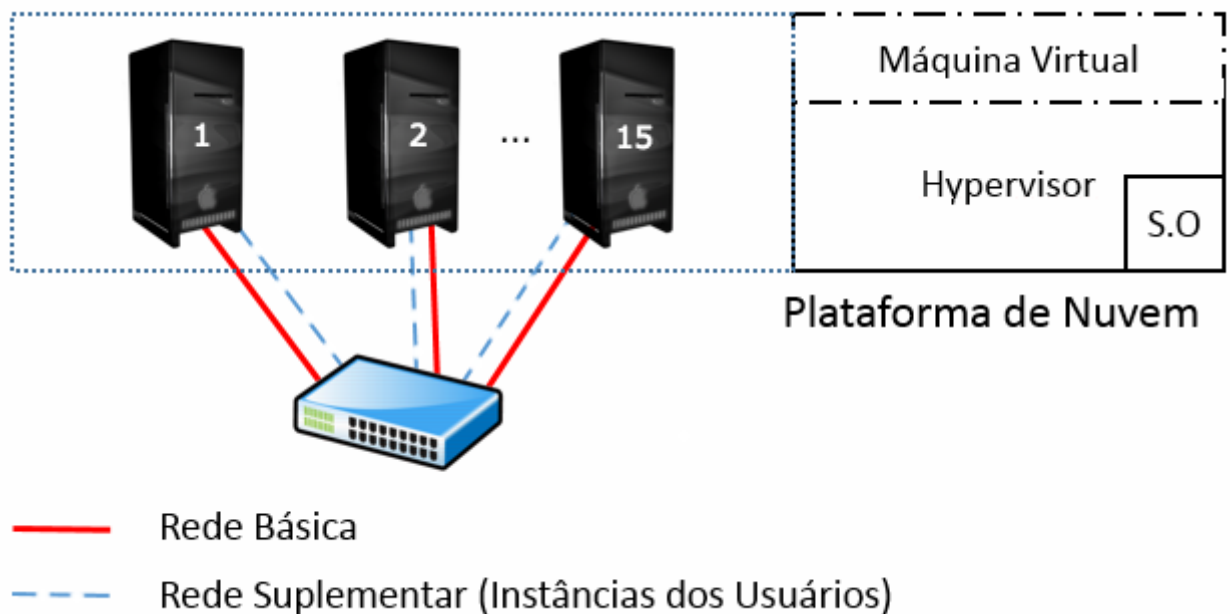 1
2
...
15
Máquina Virtual
Hypervisor
S.O
Plataforma de Nuvem
Rede Básica
Rede Suplementar (Instâncias dos Usuários)